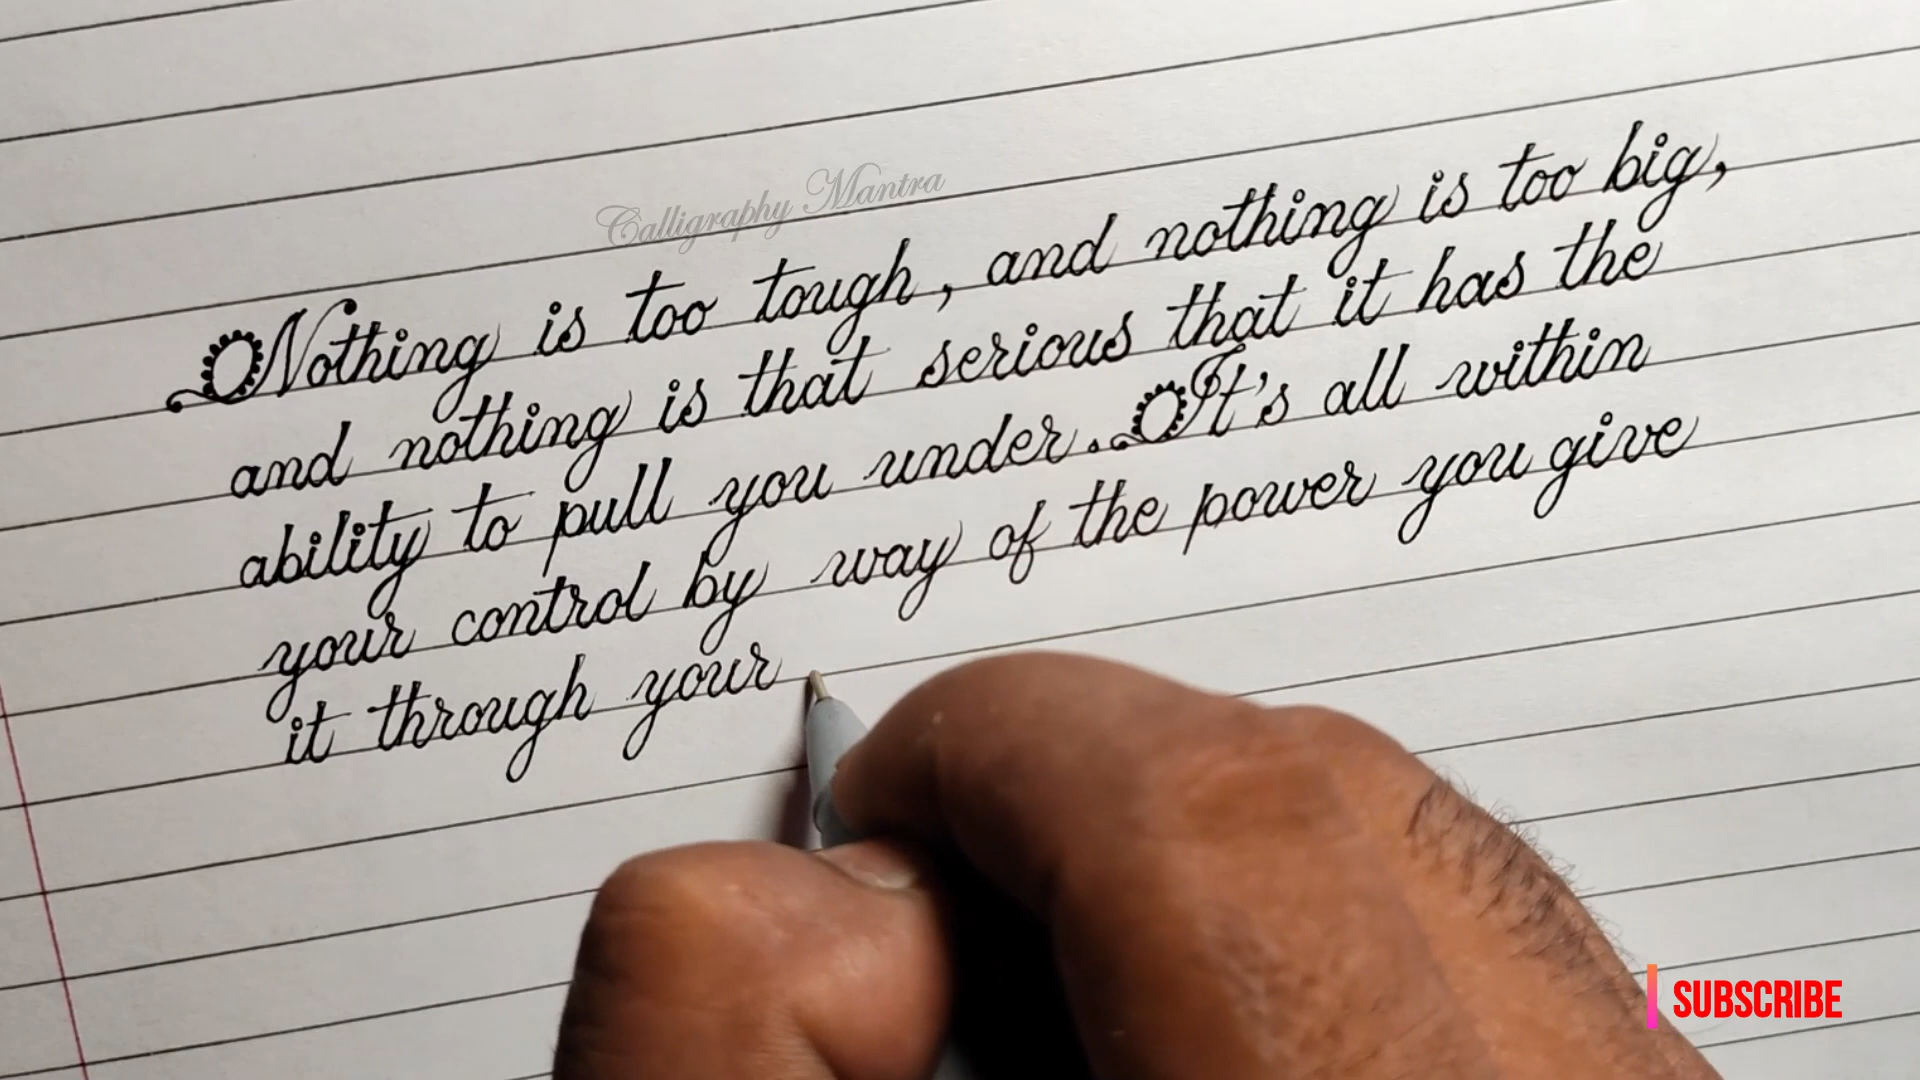 Calligraphy Mantra
Nothing is too tough, and nothing is too big,
and nothing is that serious that it has the
ability to pull you under. It's all within
your control by way of the power you give
it through your
SUBSCRIBE